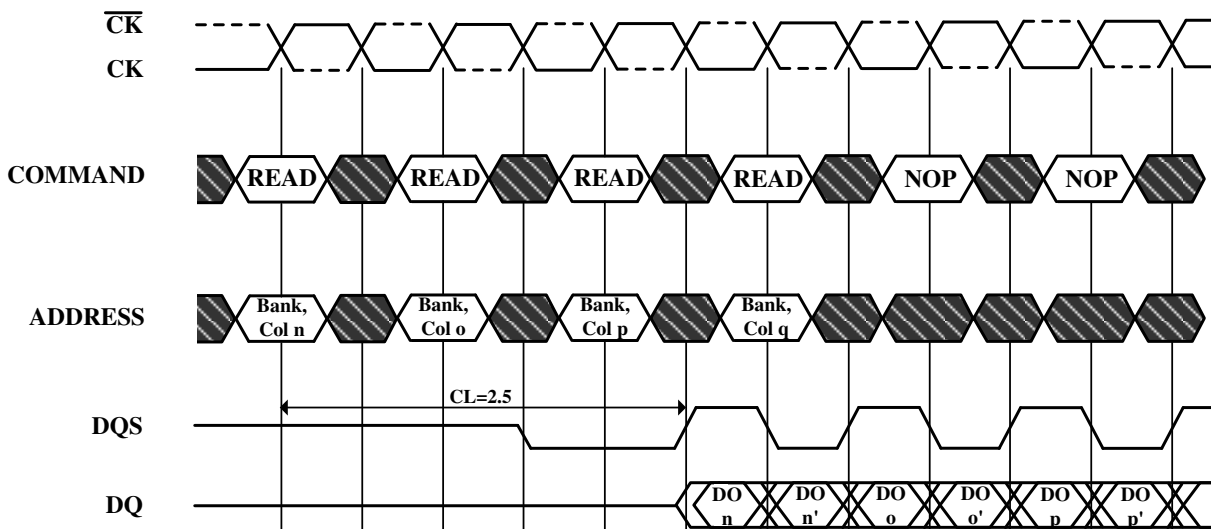 CK
CK
COMMAND
READ
READ
READ
READ
NOP
NOP
ADDRESS
Bank,
Col n
Bank,
Col o
Bank,
Col p
Bank,
Col q
CL=2.5
DQS
DQ
DO
n
DO
n'
DO
o
DO
o'
DO
p
DO
p'